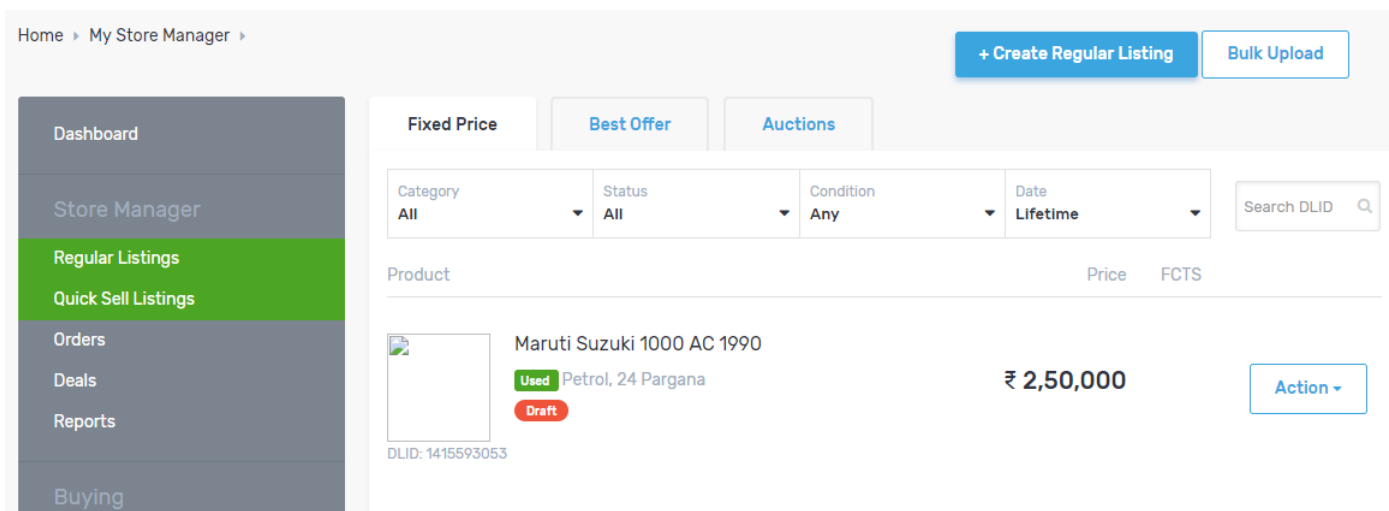 Home ▸ My Store Manager ▸
+ Create Regular Listing
Bulk Upload
Dashboard
Store Manager
Regular Listings
Quick Sell Listings
Orders
Deals
Reports
Buying
Fixed Price
Best Offer
Auctions
Category
All
Status
All
Condition
Any
Date
Lifetime
Search DLID
Product
Price
FCTS
Maruti Suzuki 1000 AC 1990
Used Petrol, 24 Pargana
Draft
DLID: 1415593053
₹ 2,50,000
Action